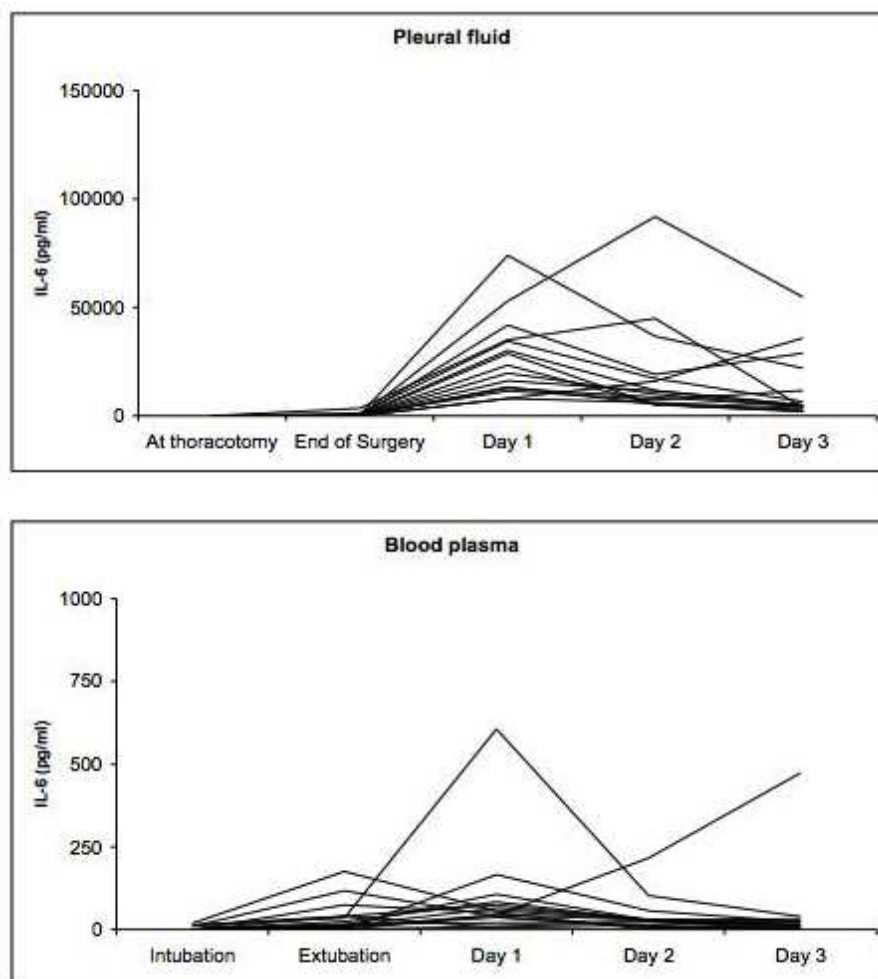 Pleural fluid
150000
100000
50000
0
IL-6 (pg/ml)
At thoracotomy End of Surgery Day 1 Day 2 Day 3
Blood plasma
1000
750
500
250
0
IL-6 (pg/ml)
Intubation Extubation Day 1 Day 2 Day 3